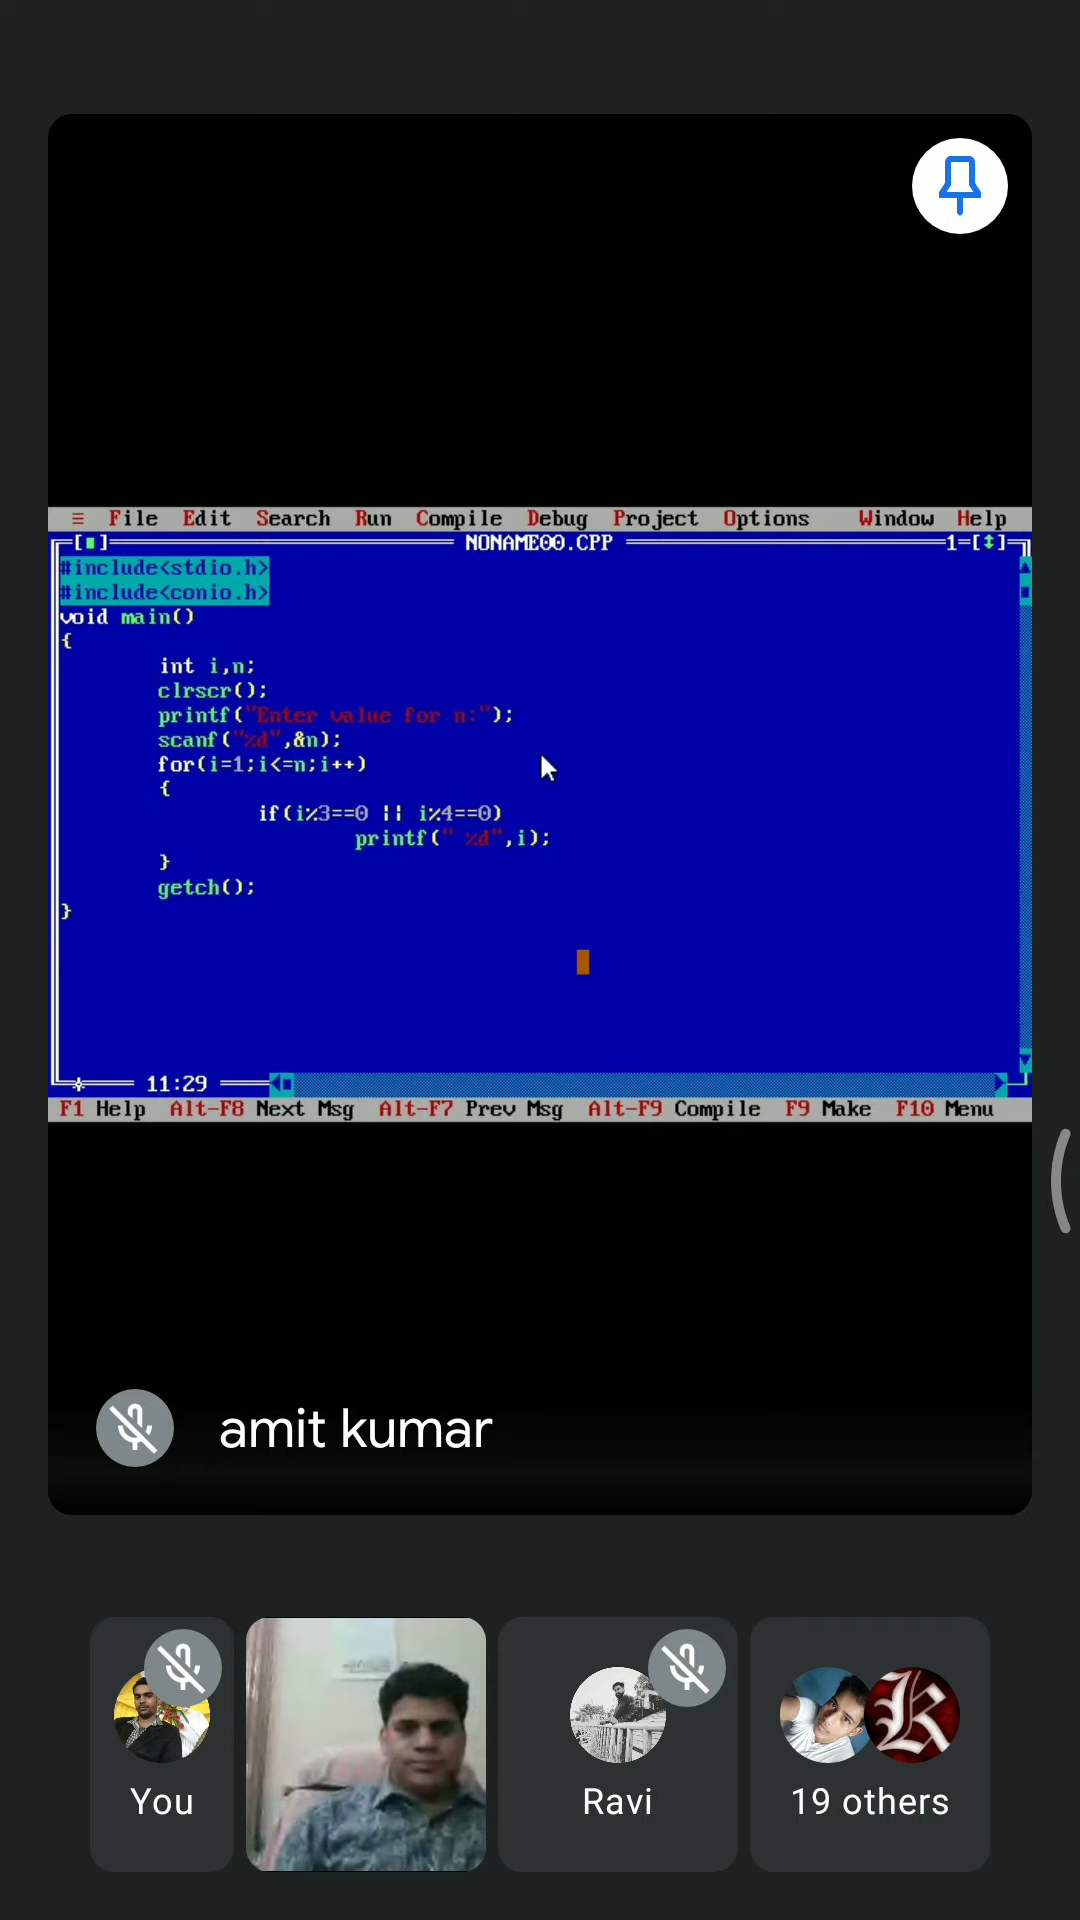 ≡ File Edit Search Run Compile Debug Project Options Window Help
[■] NONAME00.CPP 1=[↕]
#include<stdio.h>
#include<conio.h>
void main()
{
int i,n;
clrscr();
printf("Enter value for n:");
scanf("%d",&n);
for(i=1;i<=n;i++)
{
if(i%3==0 || i%4==0)
printf(" %d",i);
}
getch();
}
11:29
F1 Help Alt-F8 Next Msg Alt-F7 Prev Msg Alt-F9 Compile F9 Make F10 Menu
amit kumar
You
Ravi
19 others